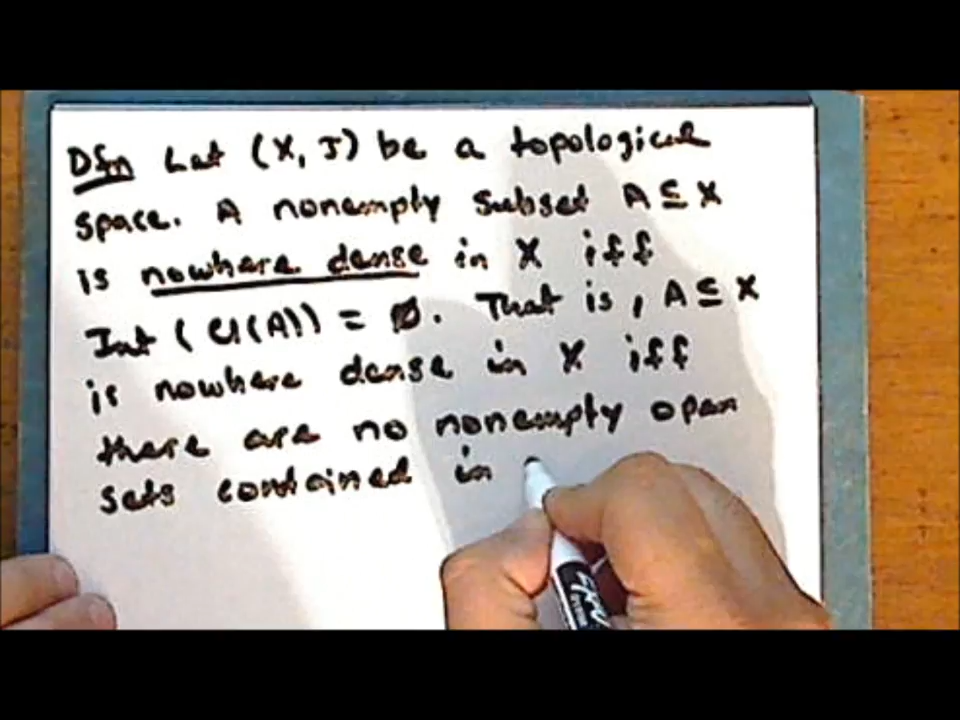 Dfn Let (X, J) be a topological
space. A nonempty subset A ⊆ X
is nowhere dense in X iff
Int (Cl(A)) = Ø. That is, A ⊆ X
is nowhere dense in X iff
there are no nonempty open
sets contained in
EXPO